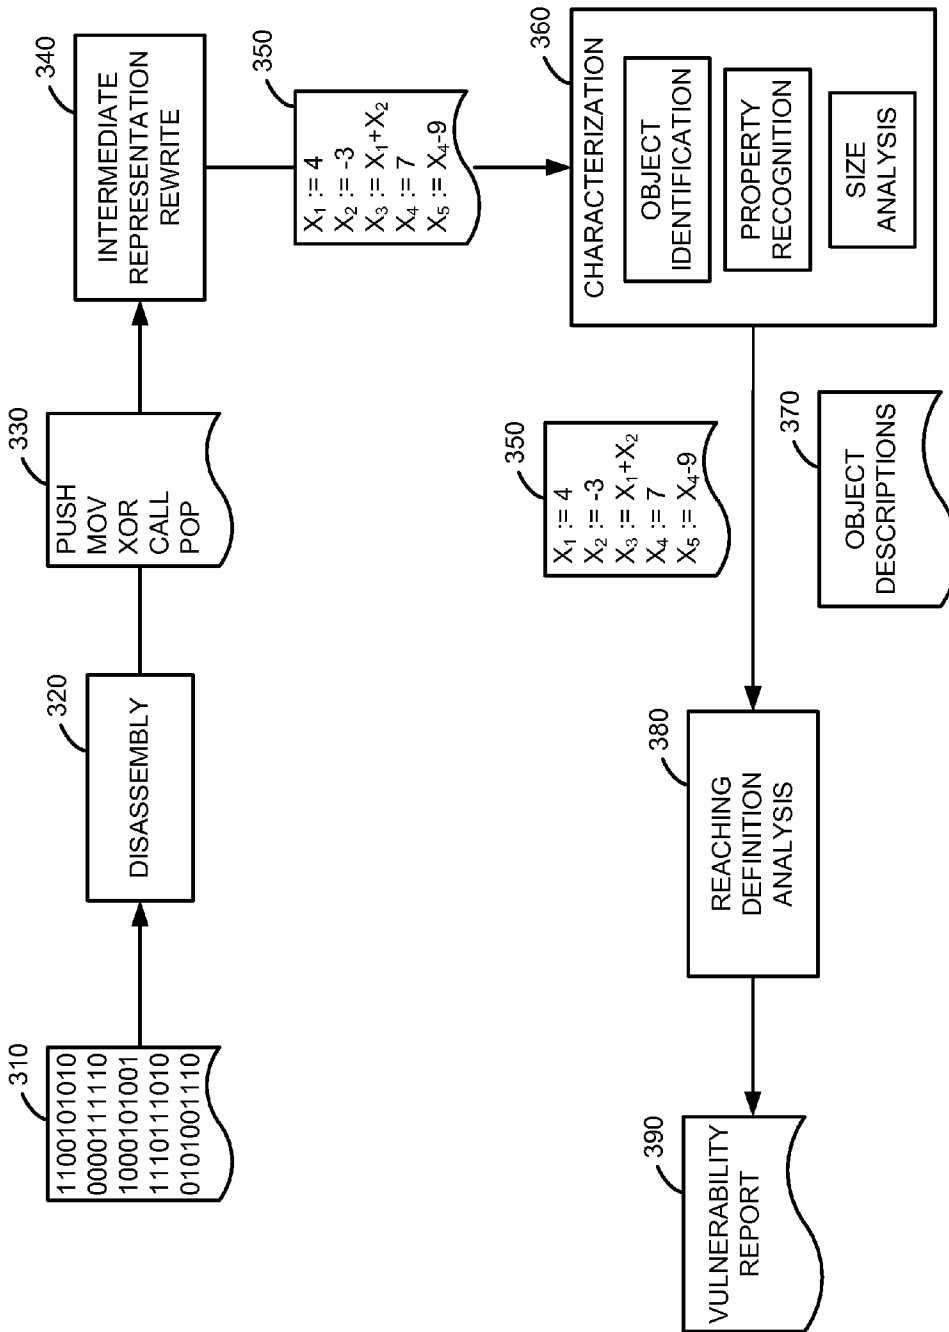 310
1100101010
0000111110
1000101001
1110111010
0101001110
320
DISASSEMBLY
330
PUSH
MOV
XOR
CALL
POP
340
INTERMEDIATE
REPRESENTATION
REWRITE
350
X₁ := 4
X₂ := -3
X₃ := X₁+X₂
X₄ := 7
X₅ := X₄-9
360
CHARACTERIZATION
OBJECT
IDENTIFICATION
PROPERTY
RECOGNITION
SIZE
ANALYSIS
350
X₁ := 4
X₂ := -3
X₃ := X₁+X₂
X₄ := 7
X₅ := X₄-9
370
OBJECT
DESCRIPTIONS
380
REACHING
DEFINITION
ANALYSIS
390
VULNERABILITY
REPORT